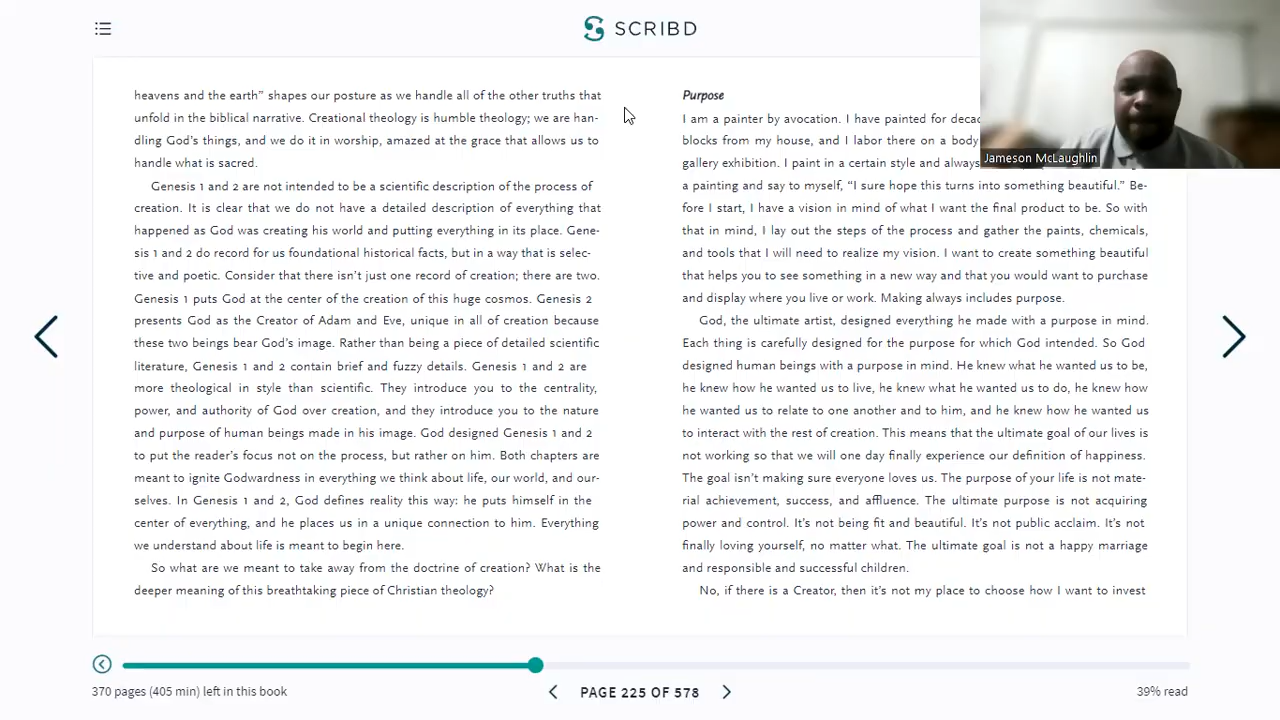 SCRIBD
heavens and the earth” shapes our posture as we handle all of the other truths that
unfold in the biblical narrative. Creational theology is humble theology; we are han-
dling God’s things, and we do it in worship, amazed at the grace that allows us to
handle what is sacred.
Genesis 1 and 2 are not intended to be a scientific description of the process of
creation. It is clear that we do not have a detailed description of everything that
happened as God was creating his world and putting everything in its place. Gene-
sis 1 and 2 do record for us foundational historical facts, but in a way that is selec-
tive and poetic. Consider that there isn’t just one record of creation; there are two.
Genesis 1 puts God at the center of the creation of this huge cosmos. Genesis 2
presents God as the Creator of Adam and Eve, unique in all of creation because
these two beings bear God’s image. Rather than being a piece of detailed scientific
literature, Genesis 1 and 2 contain brief and fuzzy details. Genesis 1 and 2 are
more theological in style than scientific. They introduce you to the centrality,
power, and authority of God over creation, and they introduce you to the nature
and purpose of human beings made in his image. God designed Genesis 1 and 2
to put the reader’s focus not on the process, but rather on him. Both chapters are
meant to ignite Godwardness in everything we think about life, our world, and our-
selves. In Genesis 1 and 2, God defines reality this way: he puts himself in the
center of everything, and he places us in a unique connection to him. Everything
we understand about life is meant to begin here.
So what are we meant to take away from the doctrine of creation? What is the
deeper meaning of this breathtaking piece of Christian theology?
Purpose
I am a painter by avocation. I have painted for
blocks from my house, and I labor there on a body
gallery exhibition. I paint in a certain style and
a painting and say to myself, “I sure hope this turns into something beautiful.” Be-
fore I start, I have a vision in mind of what I want the final product to be. So with
that in mind, I lay out the steps of the process and gather the paints, chemicals,
and tools that I will need to realize my vision. I want to create something beautiful
that helps you to see something in a new way and that you would want to purchase
and display where you live or work. Making always includes purpose.
God, the ultimate artist, designed everything he made with a purpose in mind.
Each thing is carefully designed for the purpose for which God intended. So God
designed human beings with a purpose in mind. He knew what he wanted us to be,
he knew how he wanted us to live, he knew what he wanted us to do, he knew how
he wanted us to relate to one another and to him, and he knew how he wanted us
to interact with the rest of creation. This means that the ultimate goal of our lives is
not working so that we will one day finally experience our definition of happiness.
The goal isn’t making sure everyone loves us. The purpose of your life is not mate-
rial achievement, success, and affluence. The ultimate purpose is not acquiring
power and control. It’s not being fit and beautiful. It’s not public acclaim. It’s not
finally loving yourself, no matter what. The ultimate goal is not a happy marriage
and responsible and successful children.
No, if there is a Creator, then it’s not my place to choose how I want to invest
Jameson McLaughlin
370 pages (405 min) left in this book
PAGE 225 OF 578
39% read